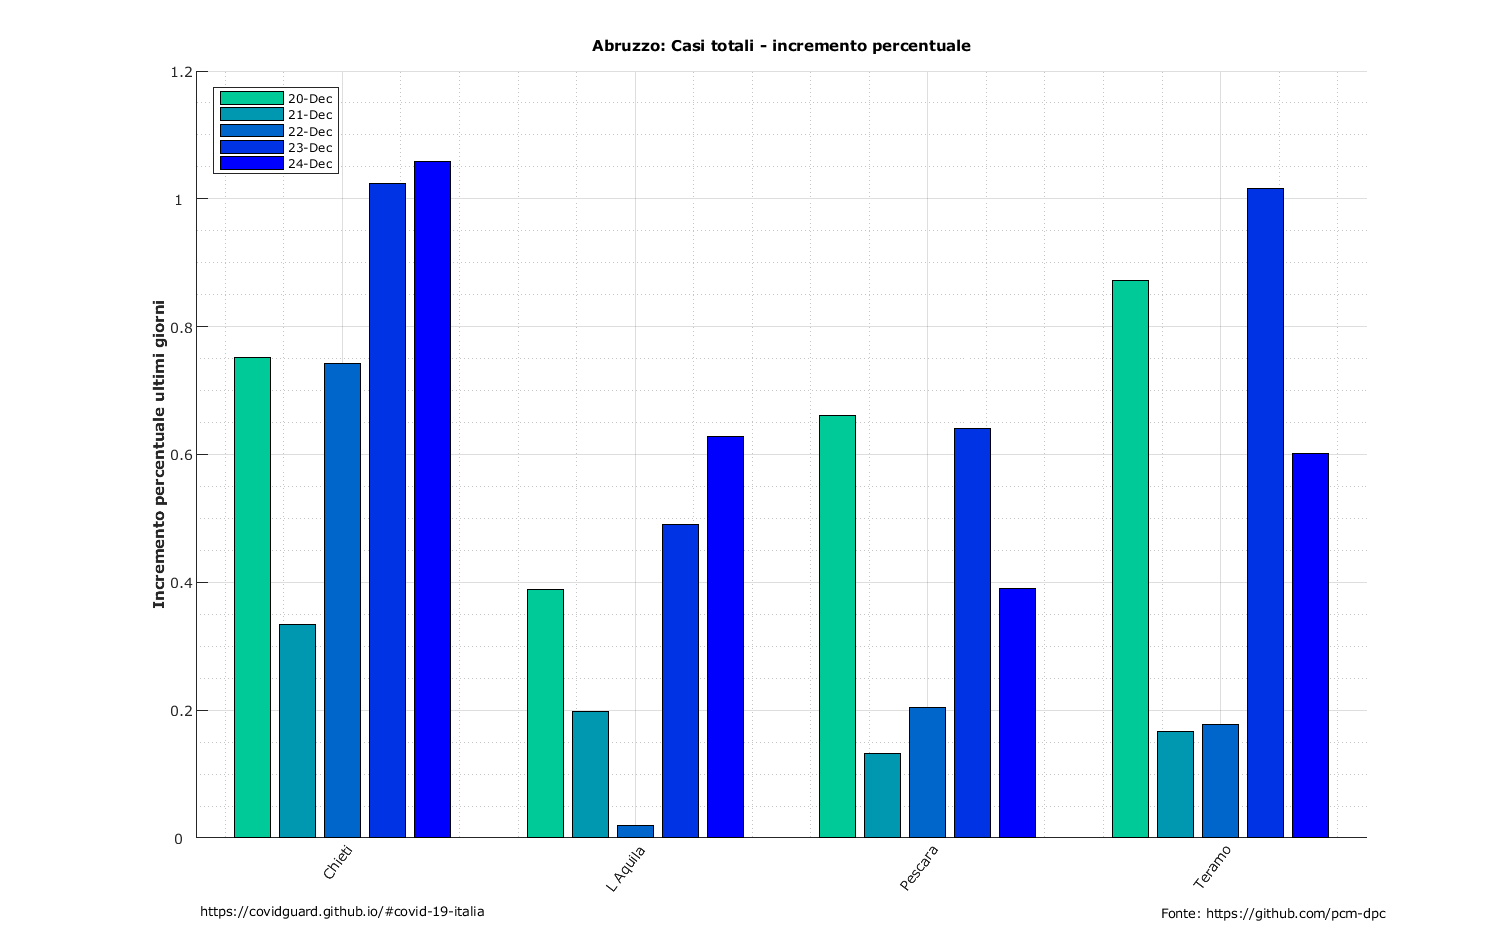 Abruzzo: Casi totali - incremento percentuale
Incremento percentuale ultimi giorni
1.2
1
0.8
0.6
0.4
0.2
0
20-Dec
21-Dec
22-Dec
23-Dec
24-Dec
Chieti
L Aquila
Pescara
Teramo
https://covidguard.github.io/#covid-19-italia
Fonte: https://github.com/pcm-dpc